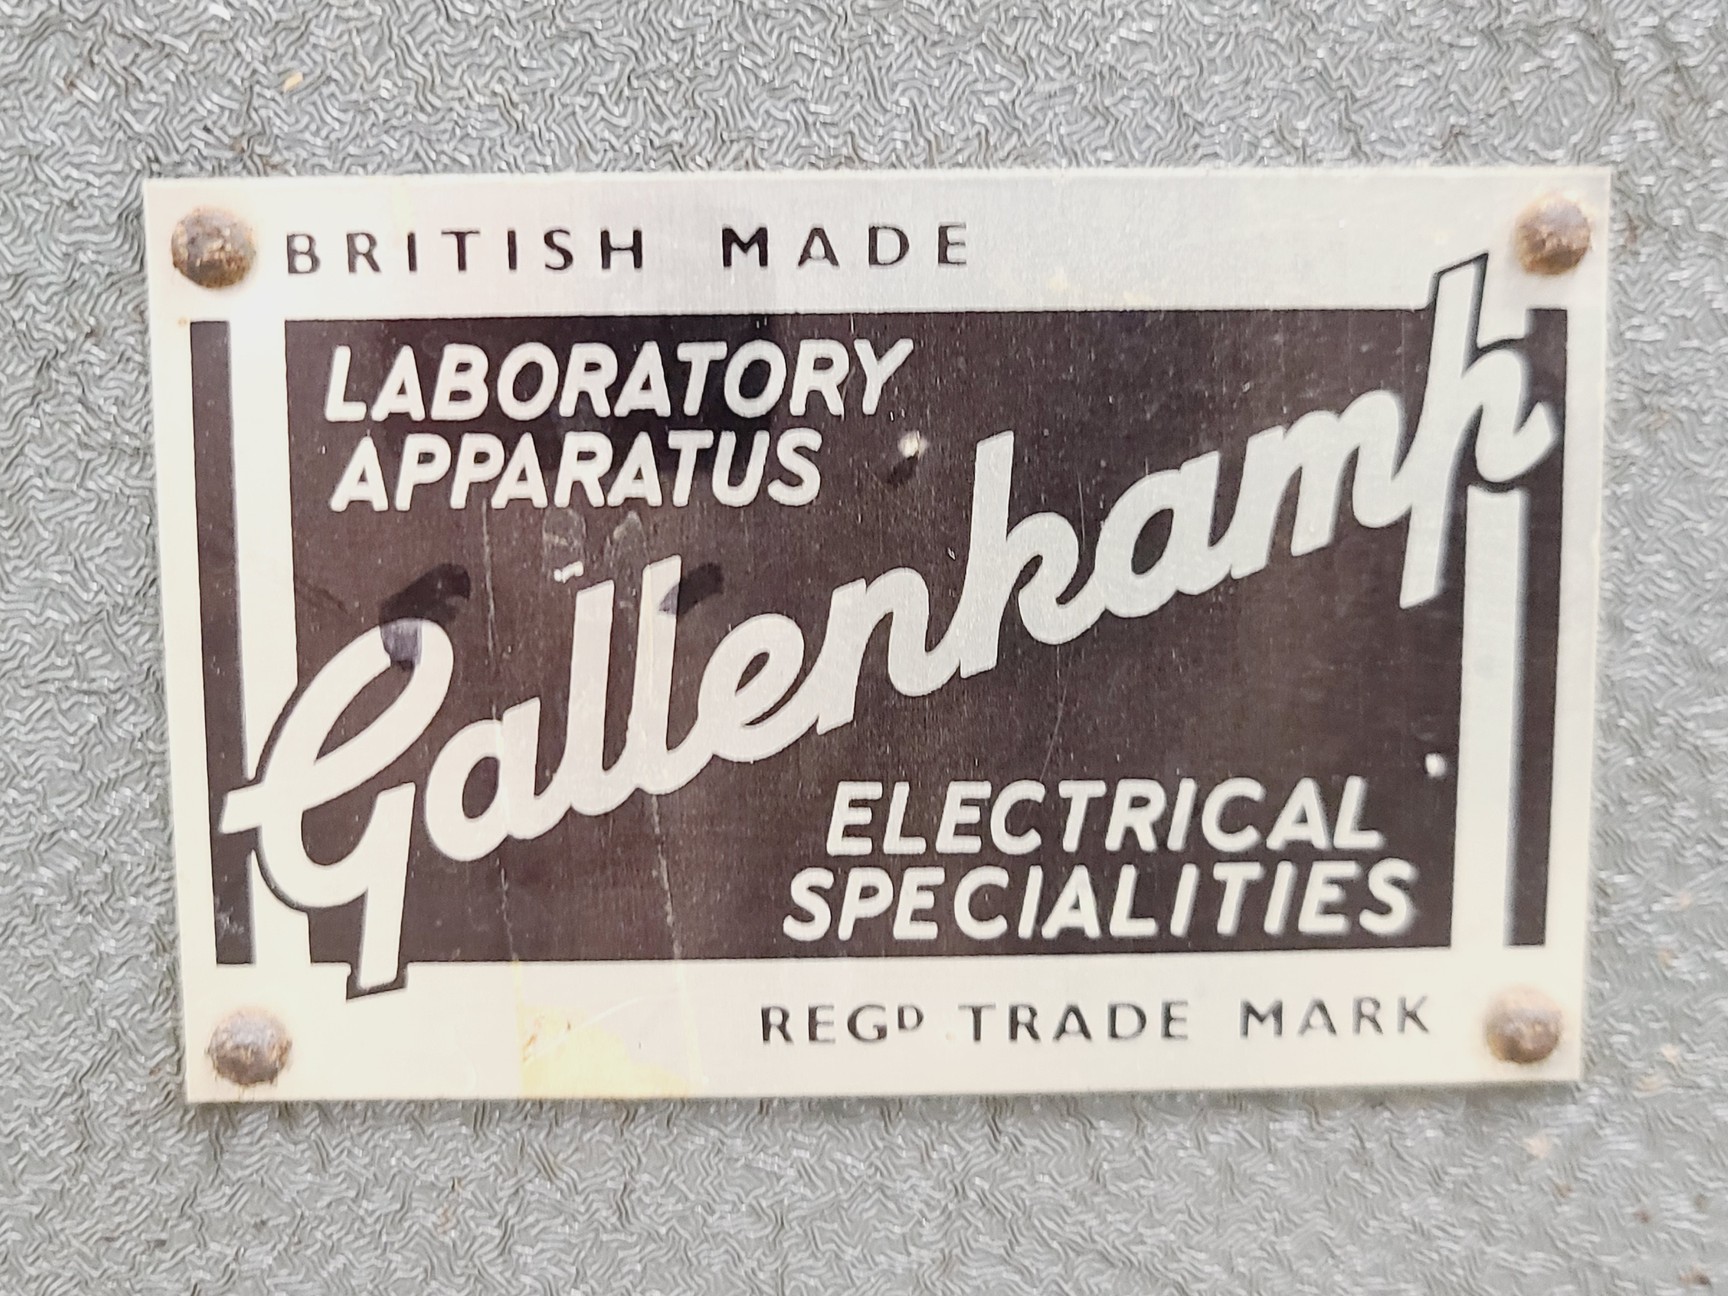 BRITISH MADE
LABORATORY
APPARATUS
Gallenkamp
ELECTRICAL
SPECIALITIES
REGᴰ TRADE MARK